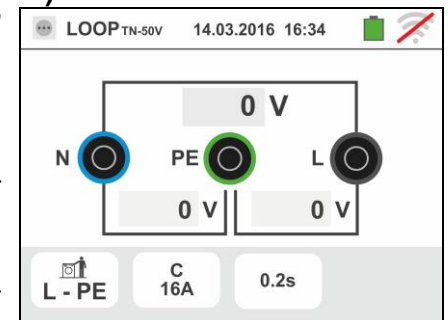 LOOP TN-50V 14.03.2016 16:34
0 V
N PE L
0 V 0 V
L - PE C 0.2s
16A